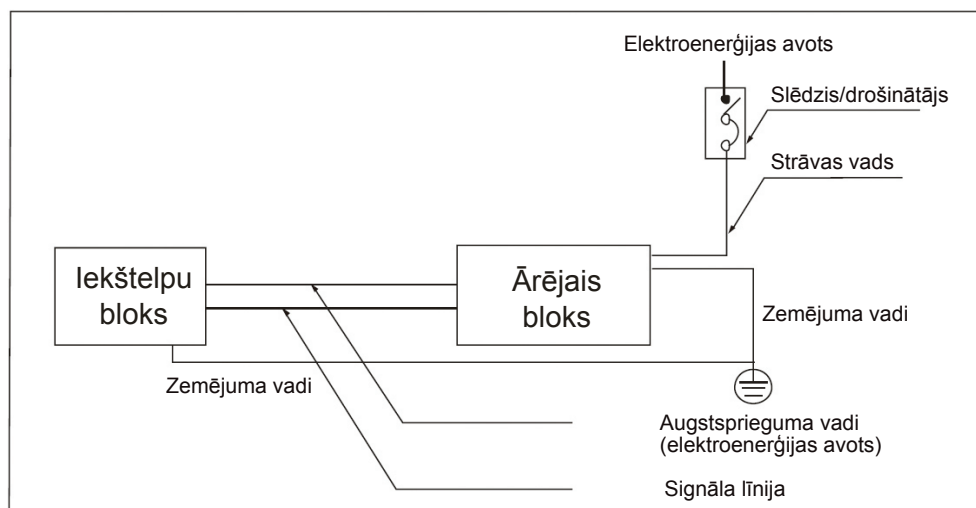 Elektroenerģijas avots
Slēdzis/drošinātājs
Strāvas vads
Iekštelpu
bloks
Ārējais
bloks
Zemējuma vadi
Zemējuma vadi
Augstsprieguma vadi
(elektroenerģijas avots)
Signāla līnija